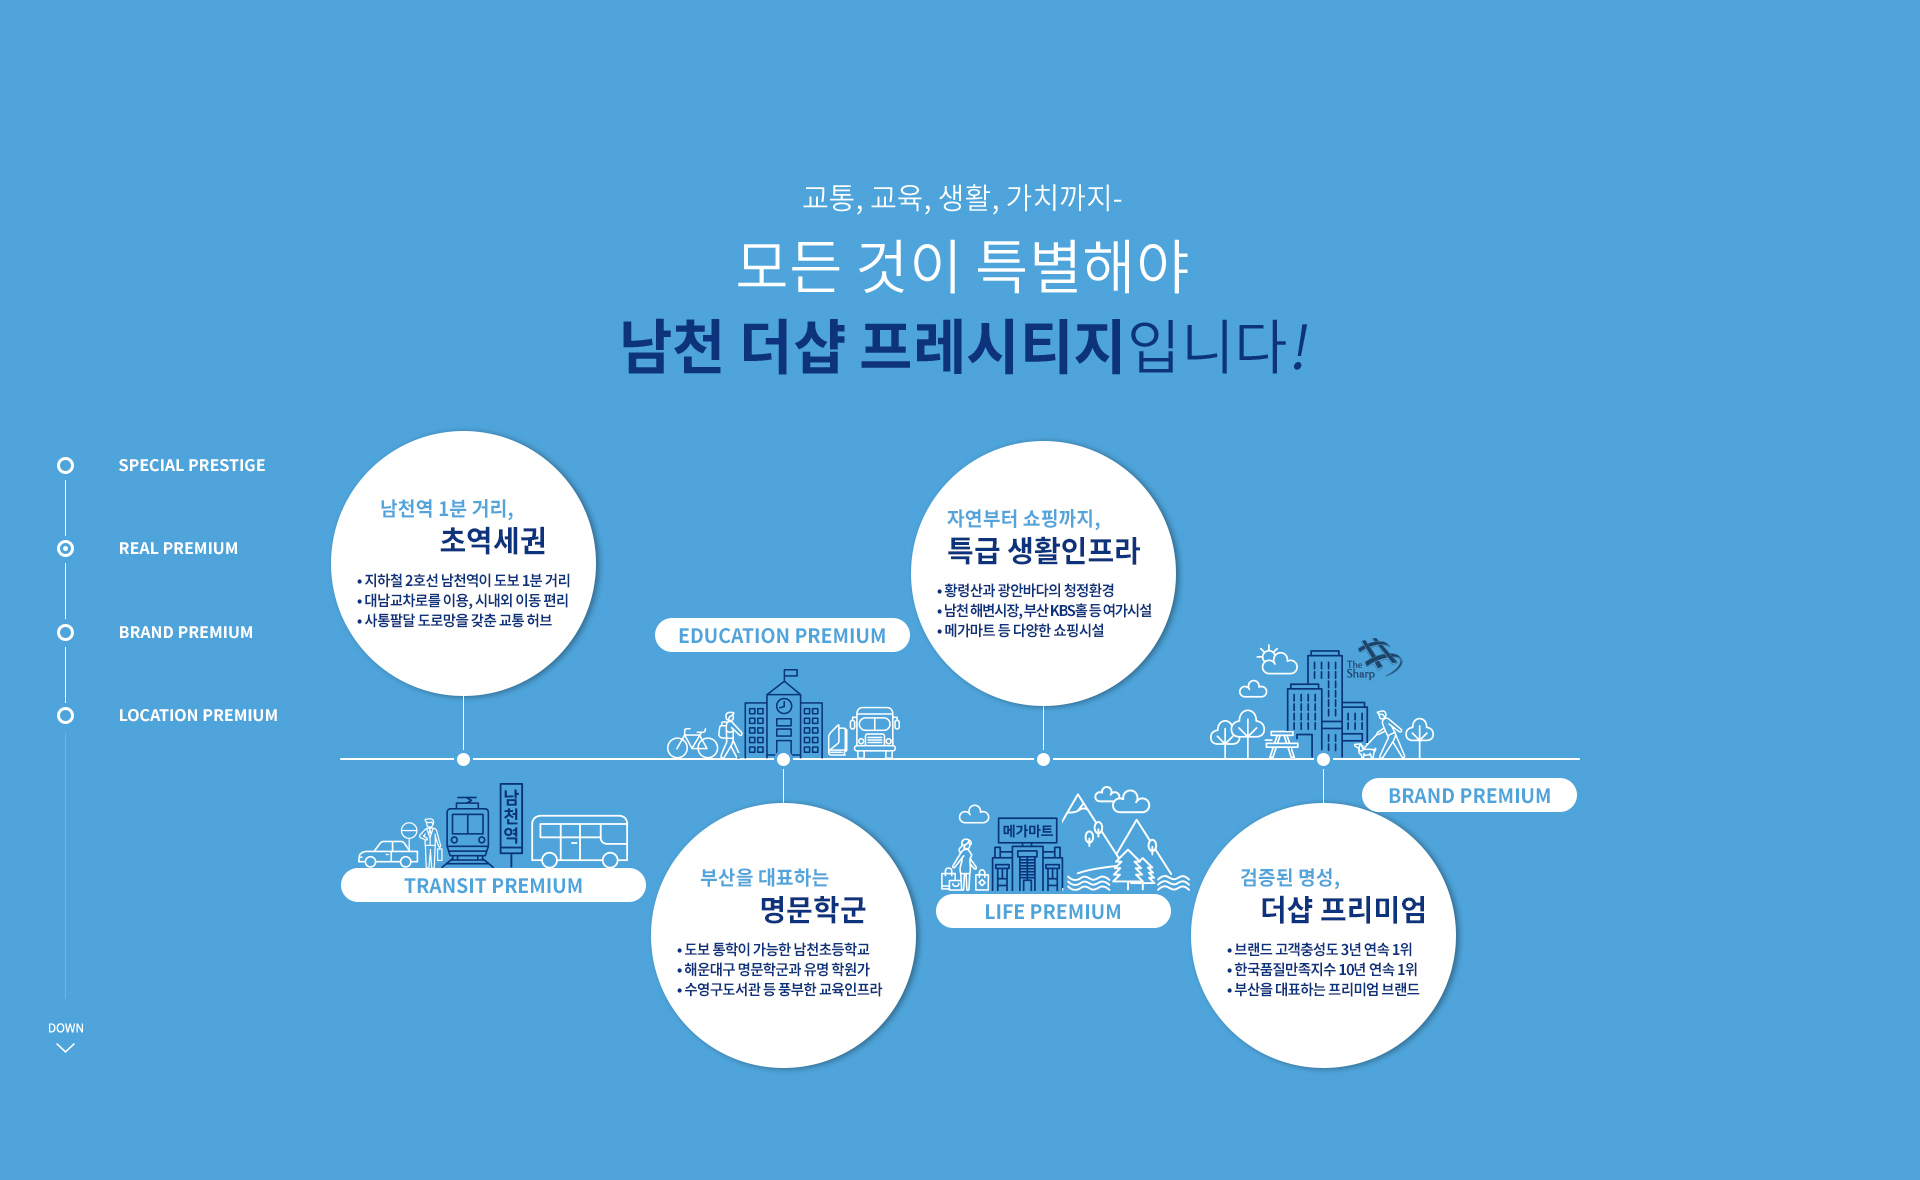 교통, 교육, 생활, 가치까지-
모든 것이 특별해야
남천 더샵 프레시티지입니다!
SPECIAL PRESTIGE
REAL PREMIUM
BRAND PREMIUM
LOCATION PREMIUM
DOWN
남천역 1분 거리,
초역세권
• 지하철 2호선 남천역이 도보 1분 거리
• 대남교차로를 이용, 시내외 이동 편리
• 사통팔달 도로망을 갖춘 교통 허브
남천역
TRANSIT PREMIUM
EDUCATION PREMIUM
부산을 대표하는
명문학군
• 도보 통학이 가능한 남천초등학교
• 해운대구 명문학군과 유명 학원가
• 수영구도서관 등 풍부한 교육인프라
자연부터 쇼핑까지,
특급 생활인프라
• 황령산과 광안바다의 청정환경
• 남천 해변시장, 부산 KBS홀 등 여가시설
• 메가마트 등 다양한 쇼핑시설
메가마트
LIFE PREMIUM
The
Sharp
BRAND PREMIUM
검증된 명성,
더샵 프리미엄
• 브랜드 고객충성도 3년 연속 1위
• 한국품질만족지수 10년 연속 1위
• 부산을 대표하는 프리미엄 브랜드